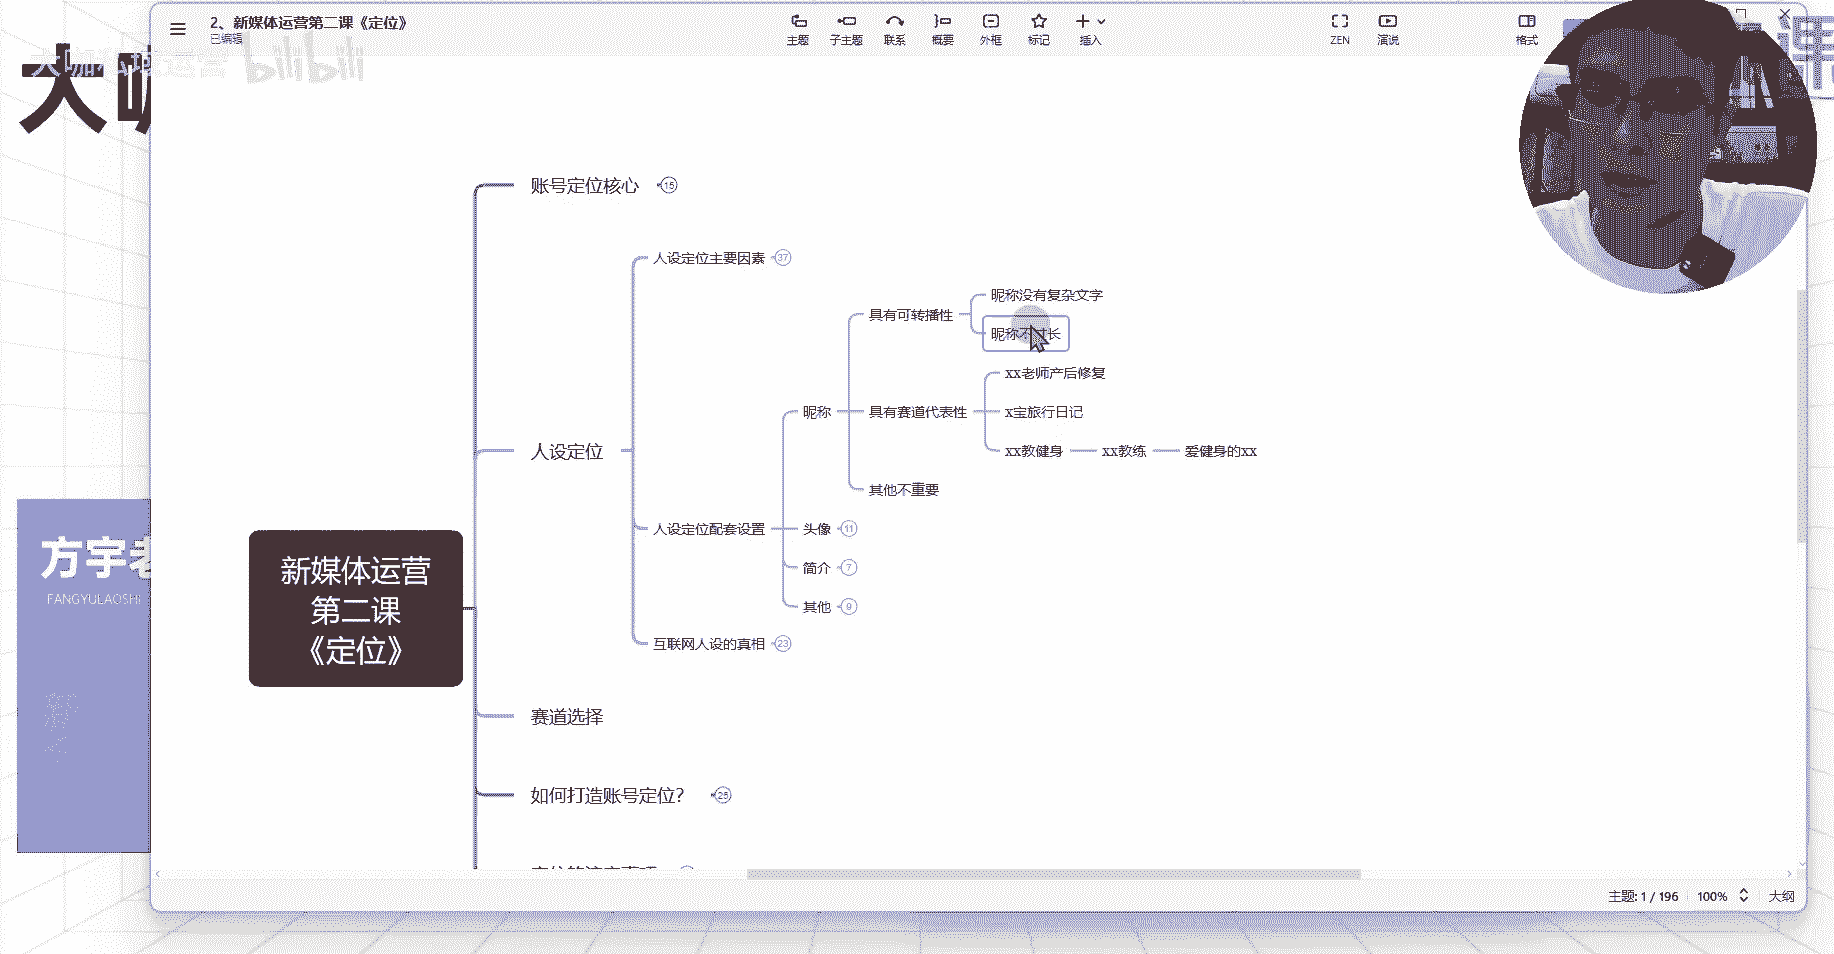 2、新媒体运营第二课《定位》
已编辑
主题
子主题
联系
概要
外框
标记
插入
ZEN
演说
格式
大咖
运营
bilibili
课
账号定位核心
15
人设定位主要因素
37
昵称没有复杂文字
具有可转播性
昵称不过长
xx老师产后修复
昵称
具有赛道代表性
x宝旅行日记
人设定位
xx教健身
xx教练
爱健身的xx
其他不重要
人设定位配套设置
头像
11
简介
7
其他
9
互联网人设的真相
23
新媒体运营
第二课
《定位》
赛道选择
如何打造账号定位？
26
方宇老
FANGYULAOSHI
主题: 1 / 196
100%
大纲